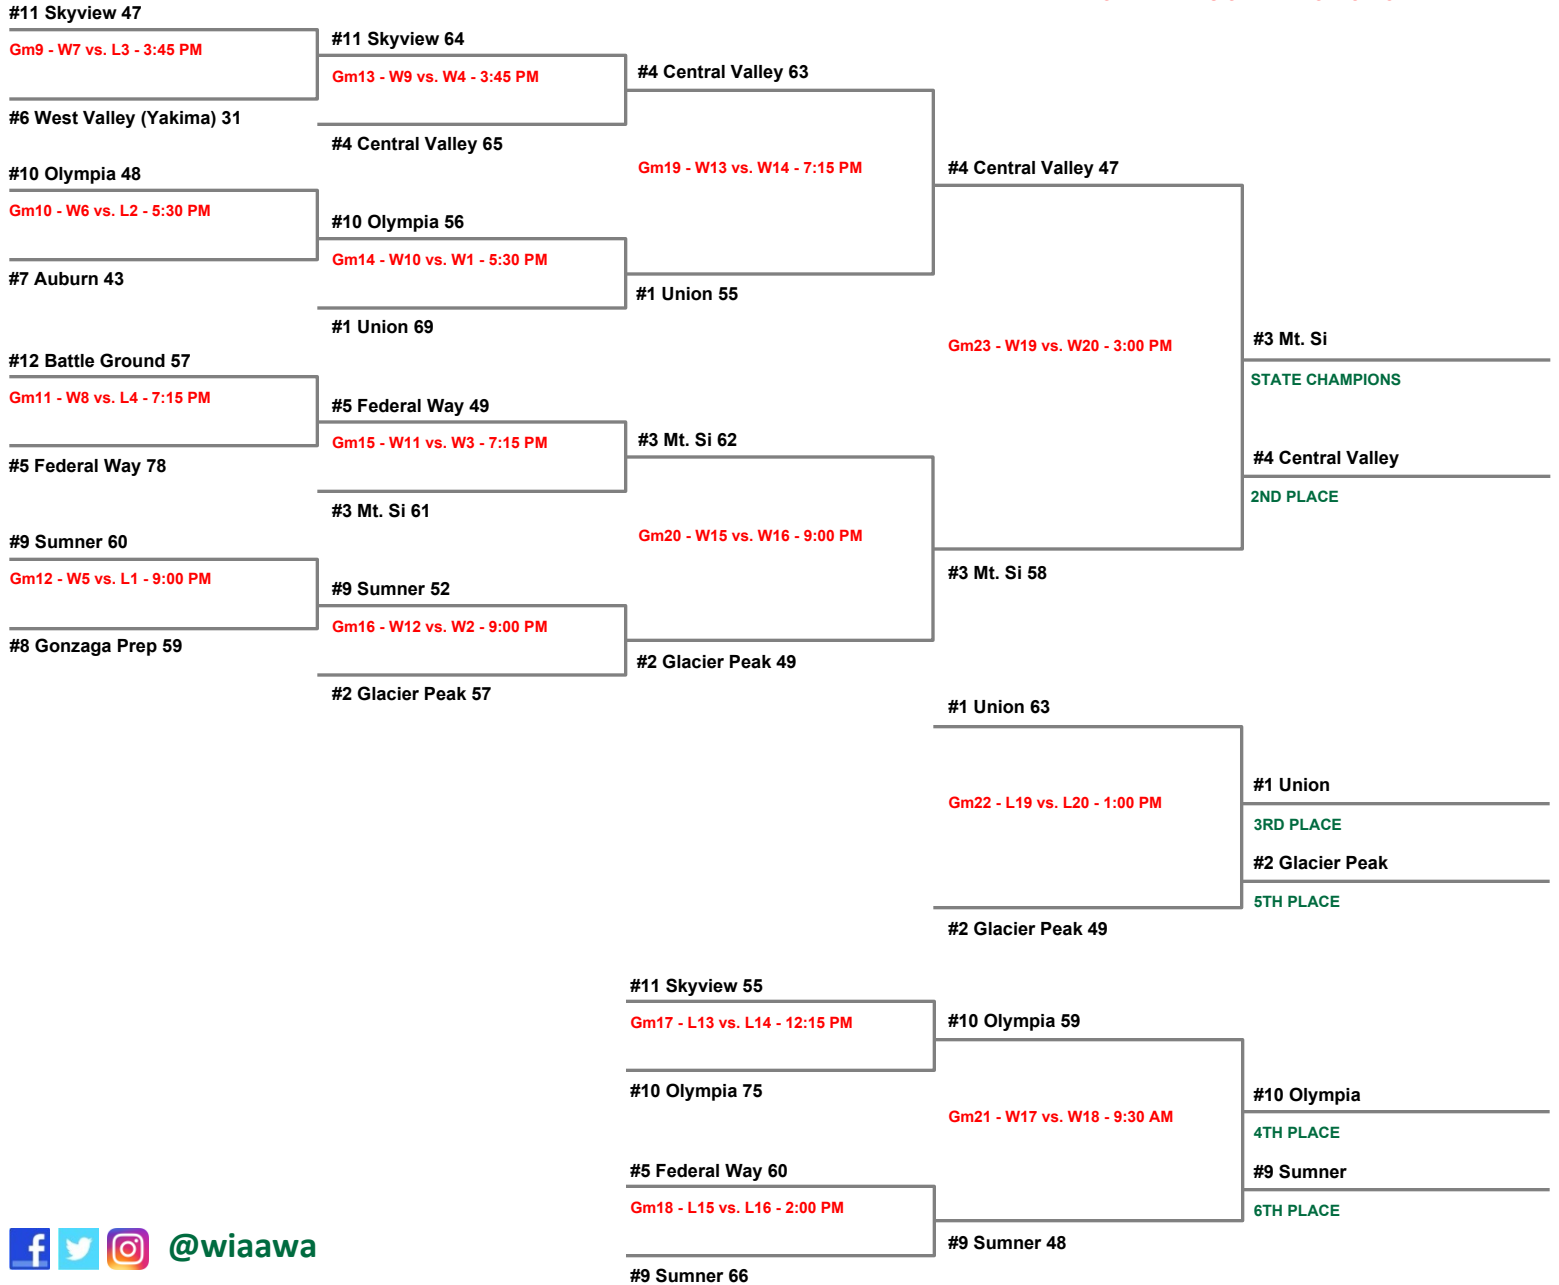 #11 Skyview 47
Gm9 - W7 vs. L3 - 3:45 PM
#6 West Valley (Yakima) 31
#10 Olympia 48
Gm10 - W6 vs. L2 - 5:30 PM
#7 Auburn 43
#12 Battle Ground 57
Gm11 - W8 vs. L4 - 7:15 PM
#5 Federal Way 78
#9 Sumner 60
Gm12 - W5 vs. L1 - 9:00 PM
#8 Gonzaga Prep 59
#11 Skyview 64
Gm13 - W9 vs. W4 - 3:45 PM
#4 Central Valley 65
#10 Olympia 56
Gm14 - W10 vs. W1 - 5:30 PM
#1 Union 69
#5 Federal Way 49
Gm15 - W11 vs. W3 - 7:15 PM
#3 Mt. Si 61
#9 Sumner 52
Gm16 - W12 vs. W2 - 9:00 PM
#2 Glacier Peak 57
#4 Central Valley 63
Gm19 - W13 vs. W14 - 7:15 PM
#1 Union 55
#3 Mt. Si 62
Gm20 - W15 vs. W16 - 9:00 PM
#2 Glacier Peak 49
#4 Central Valley 47
Gm23 - W19 vs. W20 - 3:00 PM
#3 Mt. Si 58
#3 Mt. Si
STATE CHAMPIONS
#4 Central Valley
2ND PLACE
#1 Union 63
Gm22 - L19 vs. L20 - 1:00 PM
#2 Glacier Peak 49
#1 Union
3RD PLACE
#2 Glacier Peak
5TH PLACE
#11 Skyview 55
Gm17 - L13 vs. L14 - 12:15 PM
#10 Olympia 75
#5 Federal Way 60
Gm18 - L15 vs. L16 - 2:00 PM
#9 Sumner 66
#10 Olympia 59
Gm21 - W17 vs. W18 - 9:30 AM
#9 Sumner 48
#10 Olympia
4TH PLACE
#9 Sumner
6TH PLACE
@wiaawa